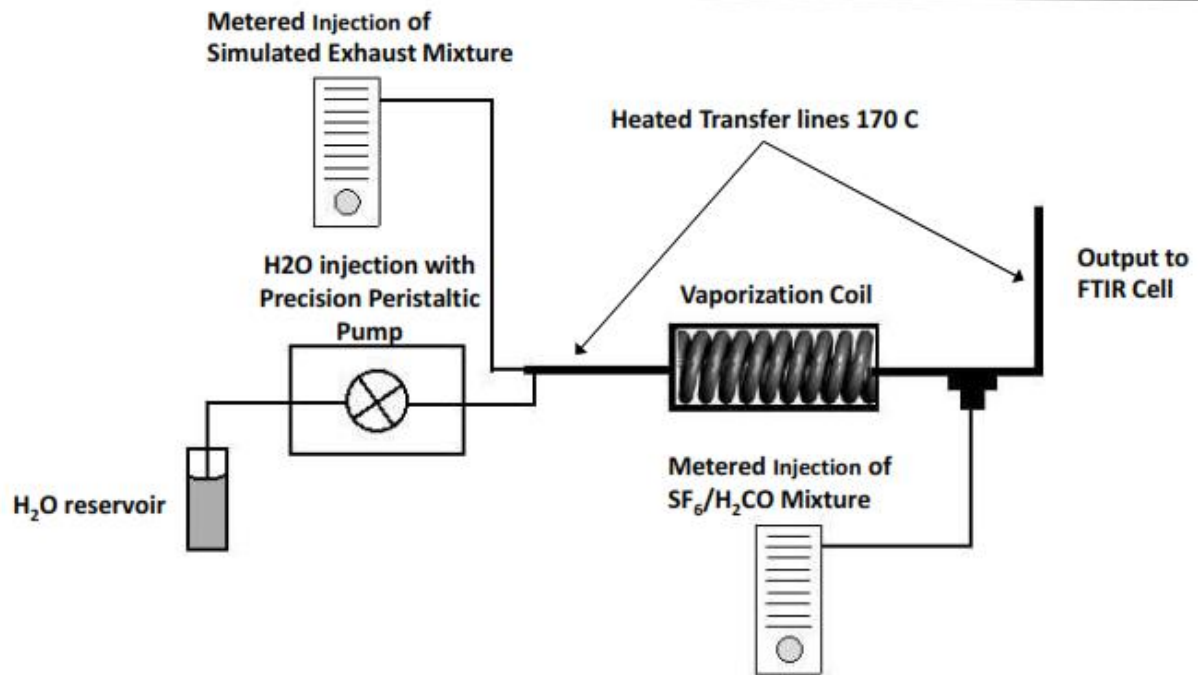 Metered Injection of
Simulated Exhaust Mixture
Heated Transfer lines 170 C
H2O injection with
Precision Peristaltic
Pump
Vaporization Coil
Output to
FTIR Cell
H₂O reservoir
Metered Injection of
SF₆/H₂CO Mixture